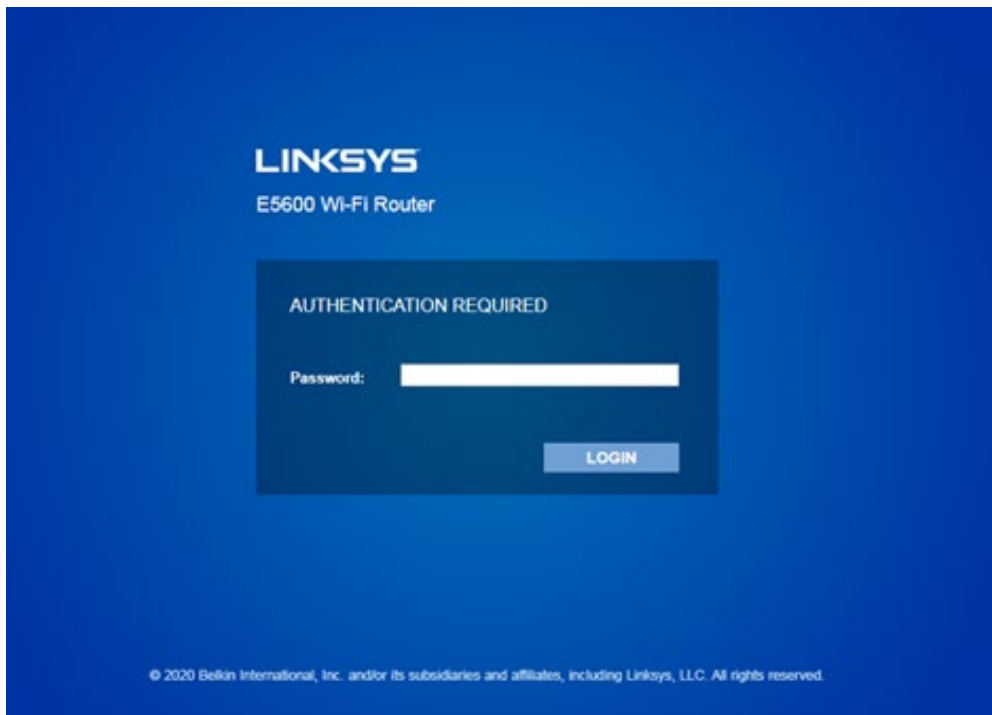 LINKSYS
E5600 Wi-Fi Router
AUTHENTICATION REQUIRED
Password:
LOGIN
© 2020 Belkin International, Inc. and/or its subsidiaries and affiliates, including Linksys, LLC. All rights reserved.